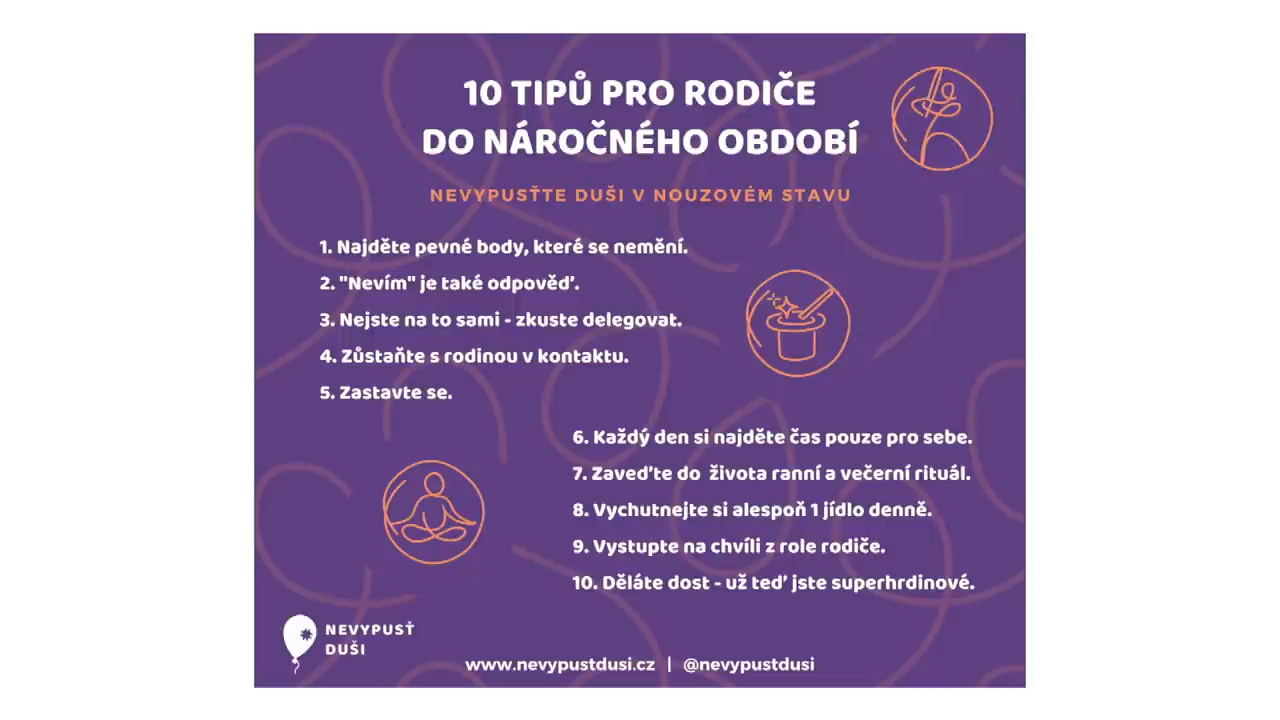 10 TIPŮ PRO RODIČE
DO NÁROČNÉHO OBDOBÍ
NEVYPUSŤTE DUŠI V NOUZOVÉM STAVU
1. Najděte pevné body, které se nemění.
2. "Nevím" je také odpověď.
3. Nejste na to sami - zkuste delegovat.
4. Zůstaňte s rodinou v kontaktu.
5. Zastavte se.
6. Každý den si najděte čas pouze pro sebe.
7. Zaveďte do života ranní a večerní rituál.
8. Vychutnejte si alespoň 1 jídlo denně.
9. Vystupte na chvíli z role rodiče.
10. Děláte dost - už teď jste superhrdinové.
NEVYPUSŤ
DUŠI
www.nevypustdusi.cz | @nevypustdusi